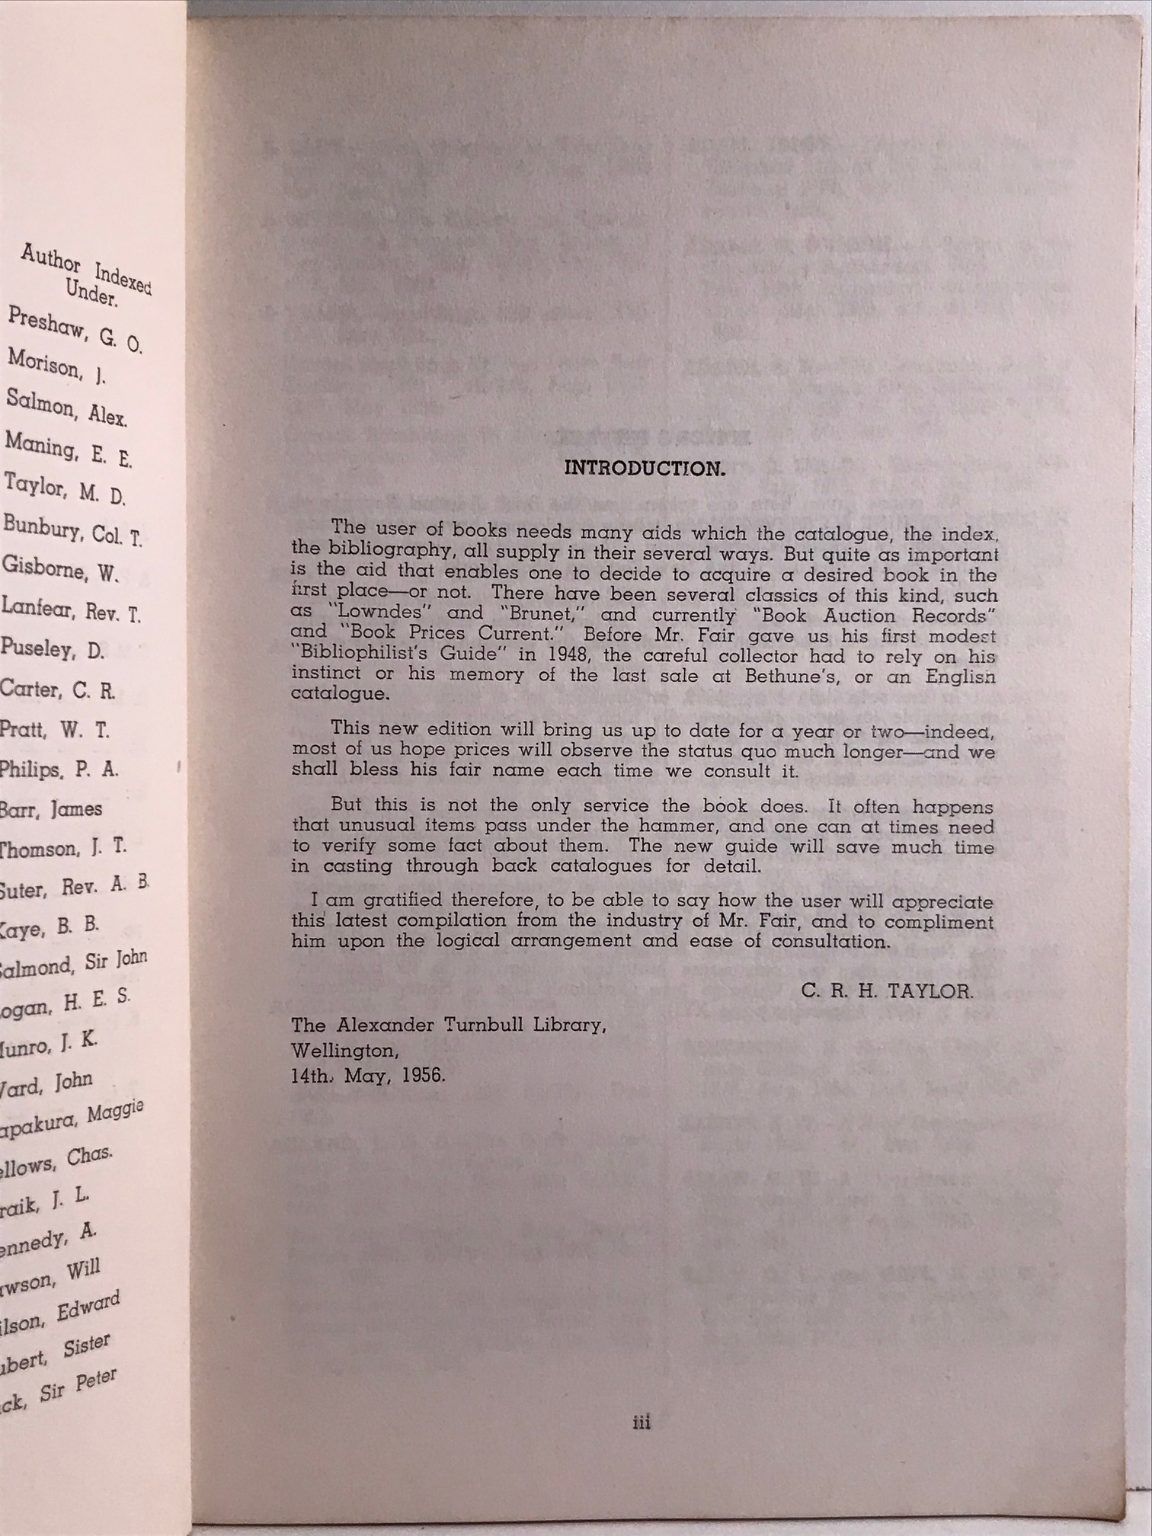 Author Indexed
Under.
Preshaw, G. O.
Morison, J.
Salmon, Alex.
Maning, E. E.
Taylor, M. D.
Bunbury, Col. T.
Gisborne, W.
Lanfear, Rev. T.
Puseley, D.
Carter, C. R.
Pratt, W. T.
Philips, P. A.
Barr, James
Thomson, J. T.
Suter, Rev. A. B.
Kaye, B. B.
Salmond, Sir John
Logan, H. E. S.
Munro, J. K.
Ward, John
Papakura, Maggie
ellows, Chas.
raik, J. L.
ennedy, A.
awson, Will
ilson, Edward
ubert, Sister
uck, Sir Peter
INTRODUCTION.
The user of books needs many aids which the catalogue, the index,
the bibliography, all supply in their several ways. But quite as important
is the aid that enables one to decide to acquire a desired book in the
first place—or not. There have been several classics of this kind, such
as "Lowndes" and "Brunet," and currently "Book Auction Records"
and "Book Prices Current." Before Mr. Fair gave us his first modest
"Bibliophilist's Guide" in 1948, the careful collector had to rely on his
instinct or his memory of the last sale at Bethune's, or an English
catalogue.
This new edition will bring us up to date for a year or two—indeed,
most of us hope prices will observe the status quo much longer—and we
shall bless his fair name each time we consult it.
But this is not the only service the book does. It often happens
that unusual items pass under the hammer, and one can at times need
to verify some fact about them. The new guide will save much time
in casting through back catalogues for detail.
I am gratified therefore, to be able to say how the user will appreciate
this latest compilation from the industry of Mr. Fair, and to compliment
him upon the logical arrangement and ease of consultation.
C. R. H. TAYLOR.
The Alexander Turnbull Library,
Wellington,
14th. May, 1956.
iii